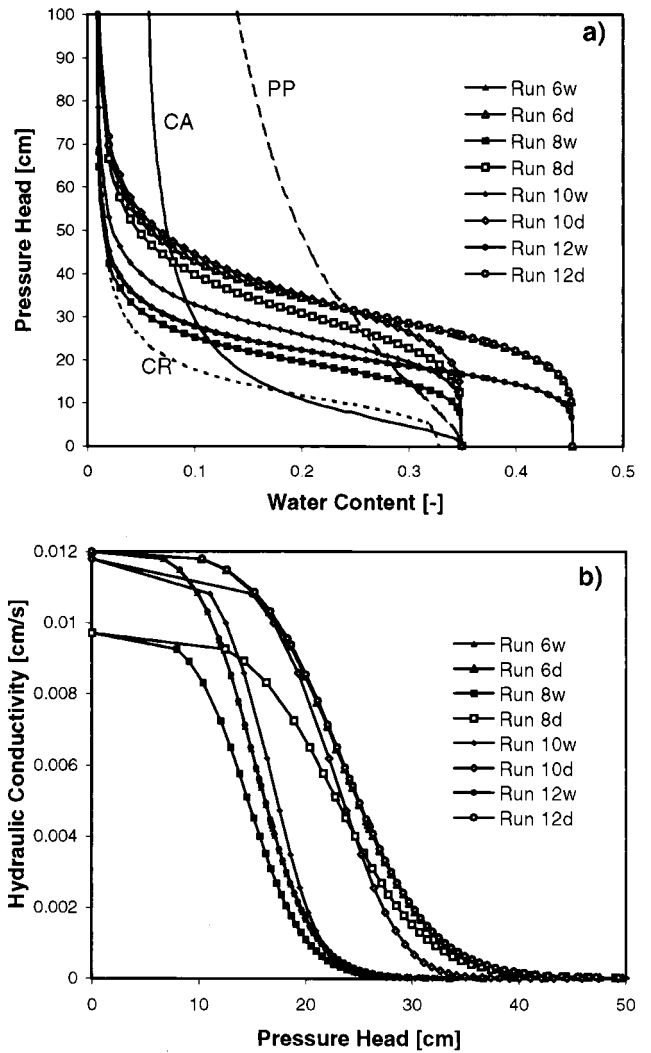 a)
100
90
80
70
60
50
40
30
20
10
0
Pressure Head [cm]
PP
CA
CR
Run 6w
Run 6d
Run 8w
Run 8d
Run 10w
Run 10d
Run 12w
Run 12d
0 0.1 0.2 0.3 0.4 0.5
Water Content [-]
b)
0.012
0.01
0.008
0.006
0.004
0.002
0
Hydraulic Conductivity [cm/s]
Run 6w
Run 6d
Run 8w
Run 8d
Run 10w
Run 10d
Run 12w
Run 12d
0 10 20 30 40 50
Pressure Head [cm]